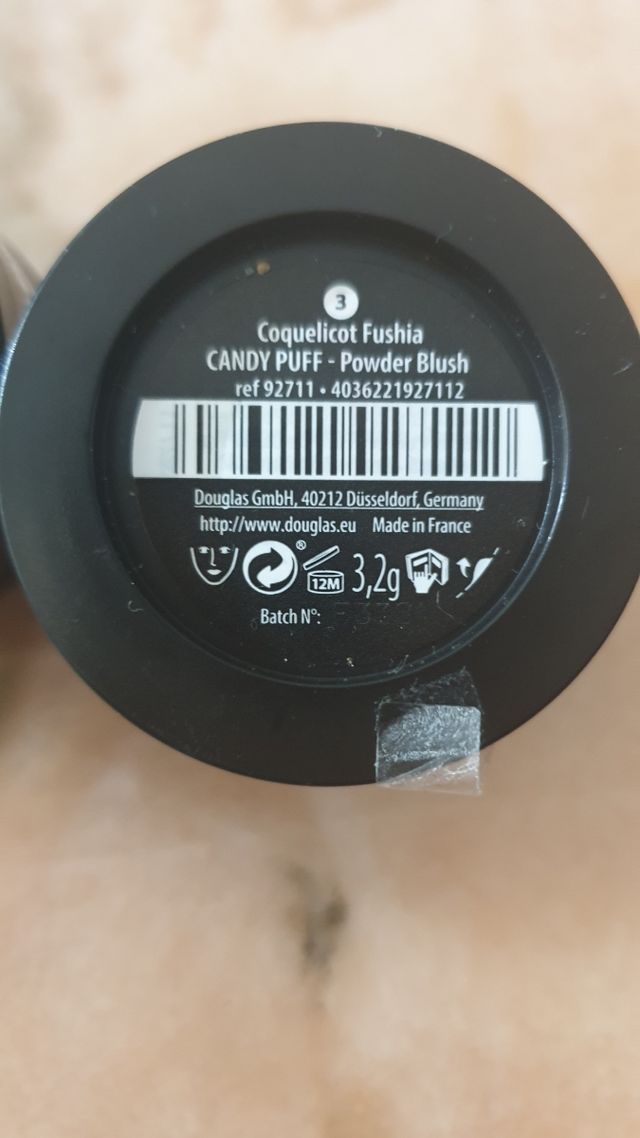 3
Coquelicot Fushia
CANDY PUFF - Powder Blush
ref 92711 • 4036221927112
Douglas GmbH, 40212 Düsseldorf, Germany
http://www.douglas.eu Made in France
® 12M 3,2g
Batch N°: